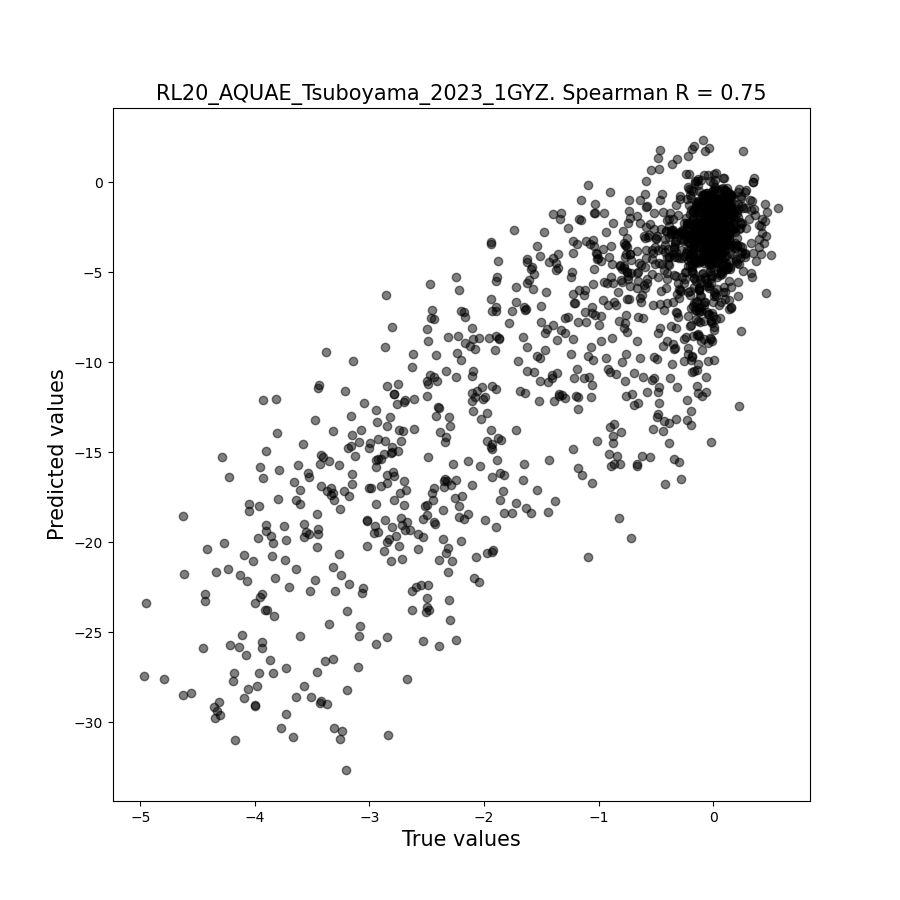 RL20_AQUAE_Tsuboyama_2023_1GYZ. Spearman R = 0.75
0
−5
−10
−15
−20
−25
−30
Predicted values
−5 −4 −3 −2 −1 0
True values